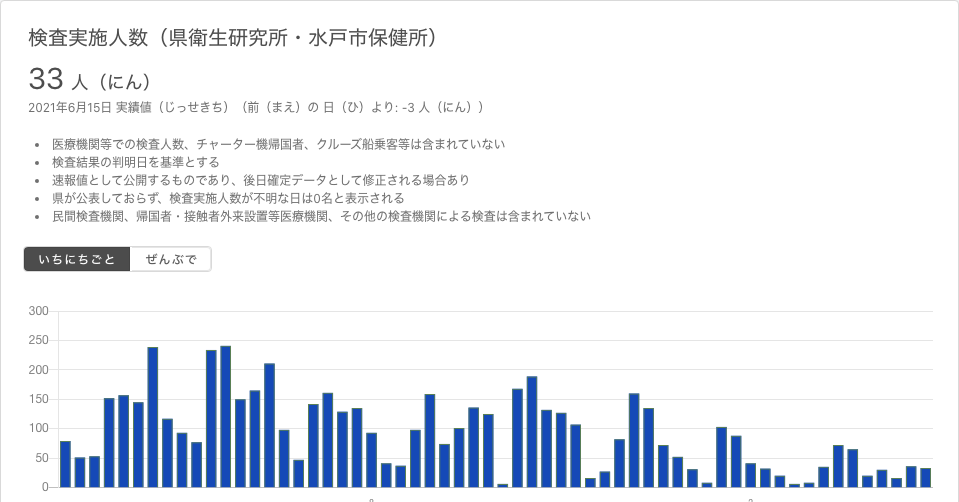 検査実施人数（県衛生研究所・水戸市保健所）
33 人（にん）
2021年6月15日 実績値（じっせきち）（前（まえ）の 日（ひ）より: -3 人（にん））
医療機関等での検査人数、チャーター機帰国者、クルーズ船乗客等は含まれていない
検査結果の判明日を基準とする
速報値として公開するものであり、後日確定データとして修正される場合あり
県が公表しておらず、検査実施人数が不明な日は0名と表示される
民間検査機関、帰国者・接触者外来設置等医療機関、その他の検査機関による検査は含まれていない
いちにちごと ぜんぶで
300
250
200
150
100
50
0